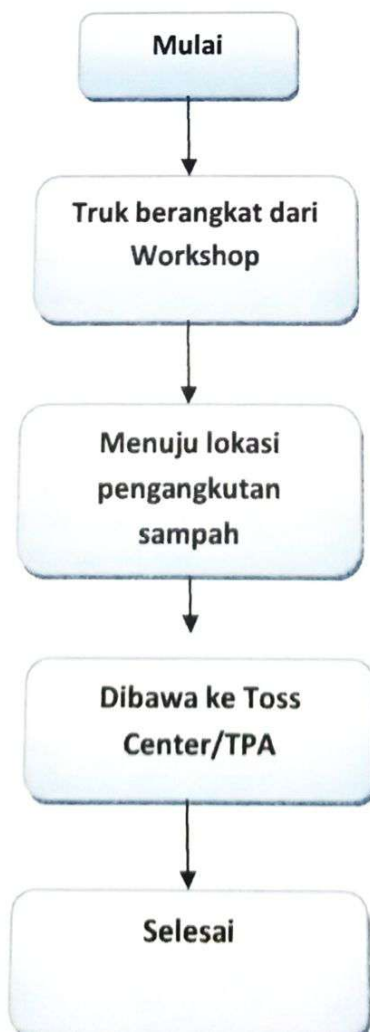 Mulai
Truk berangkat dari
Workshop
Menuju lokasi
pengangkutan
sampah
Dibawa ke Toss
Center/TPA
Selesai